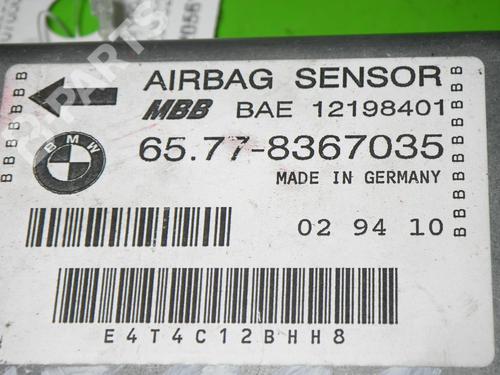 AIRBAG SENSOR
MBB BAE 12198401
BMW 65.77-8367035
MADE IN GERMANY
02 94 10
E4T4C12BHH8